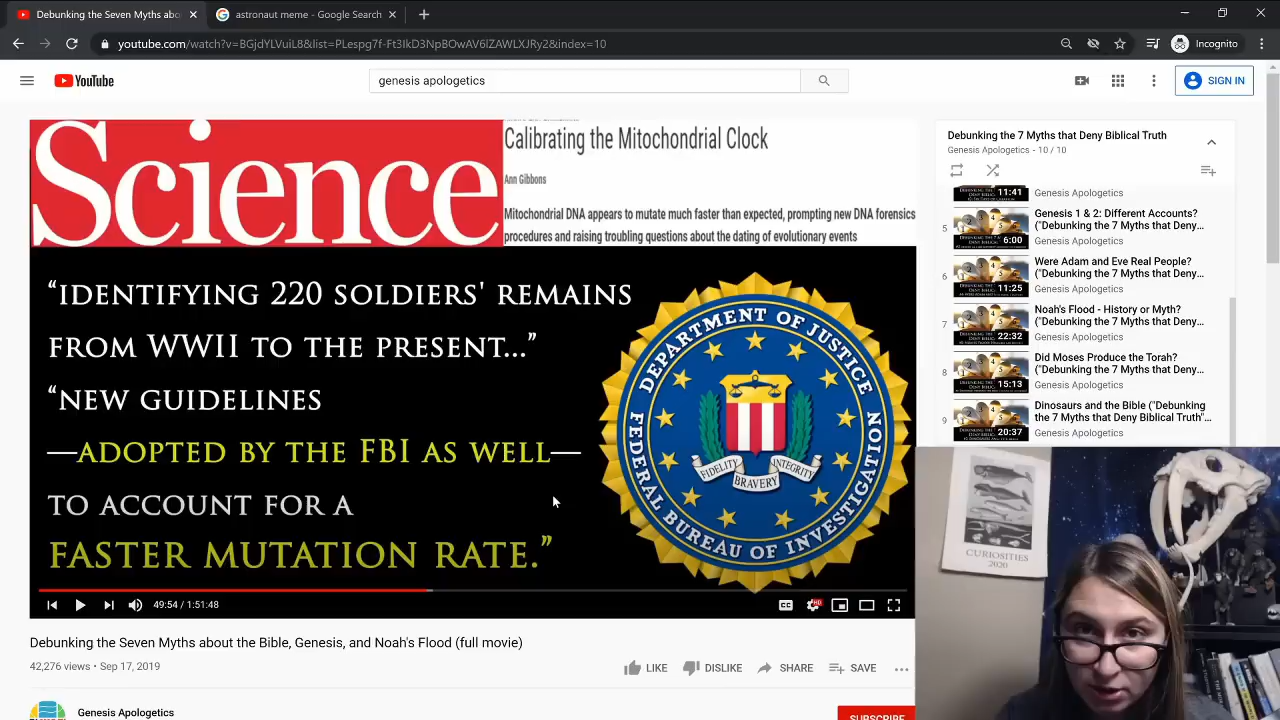 Debunking the Seven Myths abo
astronaut meme - Google Search
youtube.com/watch?v=BGjdYLVuiL8&list=PLespg7f-Ft3IkD3NpBOwAV6lZAWLXJRy2&index=10
Incognito
YouTube
genesis apologetics
SIGN IN
Science
Calibrating the Mitochondrial Clock
Ann Gibbons
Mitochondrial DNA appears to mutate much faster than expected, prompting new DNA forensics
procedures and raising troubling questions about the dating of evolutionary events
“IDENTIFYING 220 SOLDIERS' REMAINS
FROM WWII TO THE PRESENT...”
“NEW GUIDELINES
—ADOPTED BY THE FBI AS WELL—
TO ACCOUNT FOR A
FASTER MUTATION RATE.”
DEPARTMENT OF JUSTICE
FEDERAL BUREAU OF INVESTIGATION
FIDELITY
BRAVERY
INTEGRITY
49:54 / 1:51:48
CC
HD
Debunking the 7 Myths that Deny Biblical Truth
Genesis Apologetics - 10 / 10
11:41
Genesis Apologetics
5
6:00
Genesis 1 & 2: Different Accounts?
("Debunking the 7 Myths that Deny...
Genesis Apologetics
6
11:25
Were Adam and Eve Real People?
("Debunking the 7 Myths that Deny...
Genesis Apologetics
7
22:32
Noah's Flood - History or Myth?
("Debunking the 7 Myths that Deny...
Genesis Apologetics
8
15:13
Did Moses Produce the Torah?
("Debunking the 7 Myths that Deny...
Genesis Apologetics
9
20:37
Dinosaurs and the Bible ("Debunking
the 7 Myths that Deny Biblical Truth"...
Genesis Apologetics
CURIOSITIES
2020
Debunking the Seven Myths about the Bible, Genesis, and Noah's Flood (full movie)
42,276 views • Sep 17, 2019
LIKE
DISLIKE
SHARE
SAVE
Genesis Apologetics
SUBSCRIBE